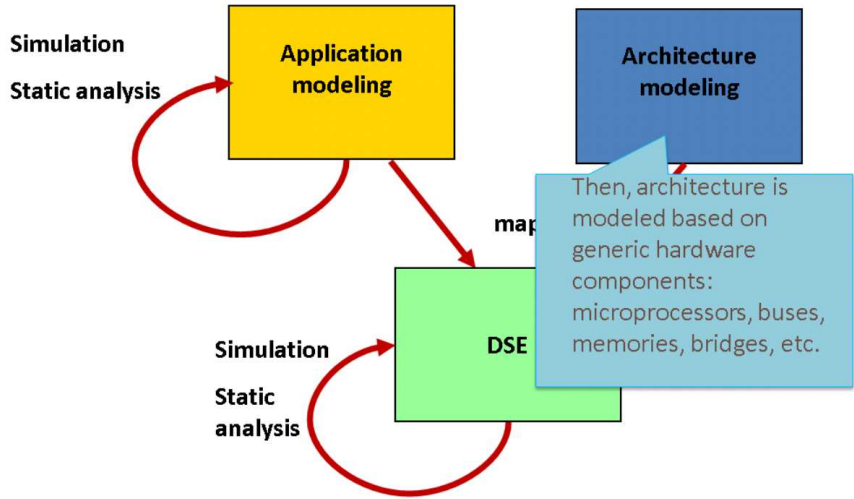 Simulation
Static analysis
Application
modeling
Architecture
modeling
Then, architecture is
modeled based on
generic hardware
components:
microprocessors, buses,
memories, bridges, etc.
map
DSE
Simulation
Static
analysis